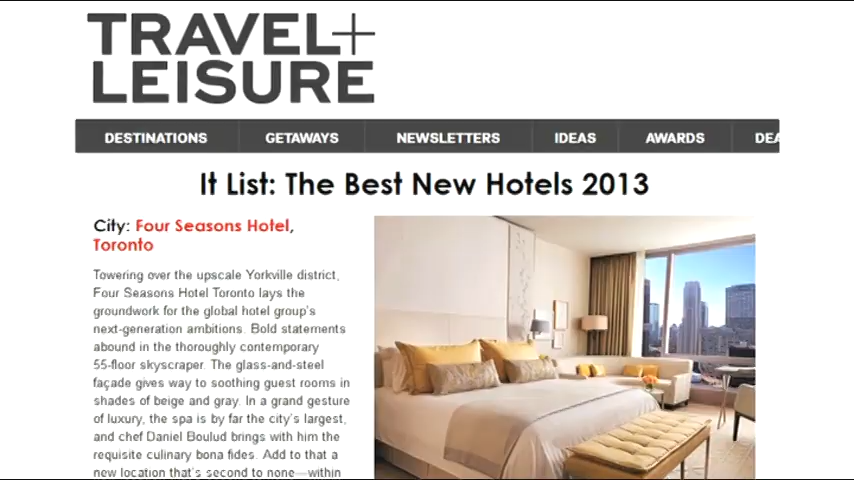 TRAVEL+
LEISURE
DESTINATIONS GETAWAYS NEWSLETTERS IDEAS AWARDS DEA
It List: The Best New Hotels 2013
City: Four Seasons Hotel,
Toronto
Towering over the upscale Yorkville district,
Four Seasons Hotel Toronto lays the
groundwork for the global hotel group's
next-generation ambitions. Bold statements
abound in the thoroughly contemporary
55-floor skyscraper. The glass-and-steel
façade gives way to soothing guest rooms in
shades of beige and gray. In a grand gesture
of luxury, the spa is by far the city's largest,
and chef Daniel Boulud brings with him the
requisite culinary bona fides. Add to that a
new location that's second to none—within